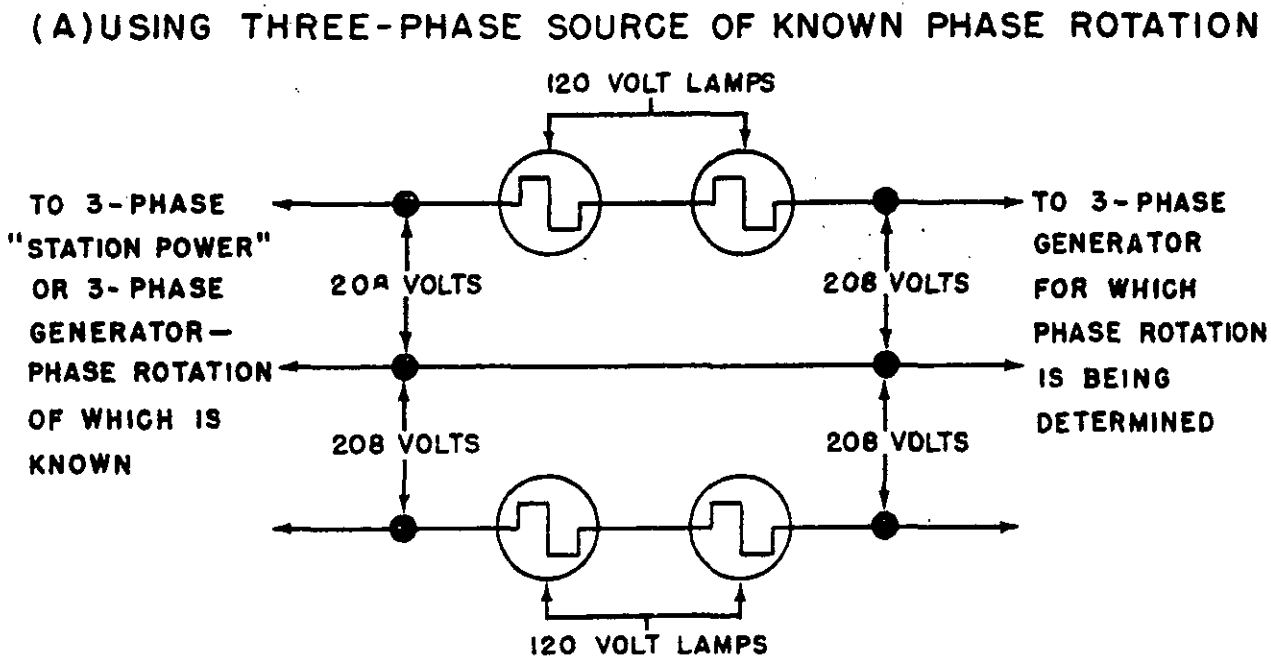 (A) USING THREE-PHASE SOURCE OF KNOWN PHASE ROTATION
120 VOLT LAMPS
TO 3-PHASE
"STATION POWER"
OR 3-PHASE
GENERATOR—
PHASE ROTATION
OF WHICH IS
KNOWN
208 VOLTS
208 VOLTS
208 VOLTS
208 VOLTS
TO 3-PHASE
GENERATOR
FOR WHICH
PHASE ROTATION
IS BEING
DETERMINED
120 VOLT LAMPS